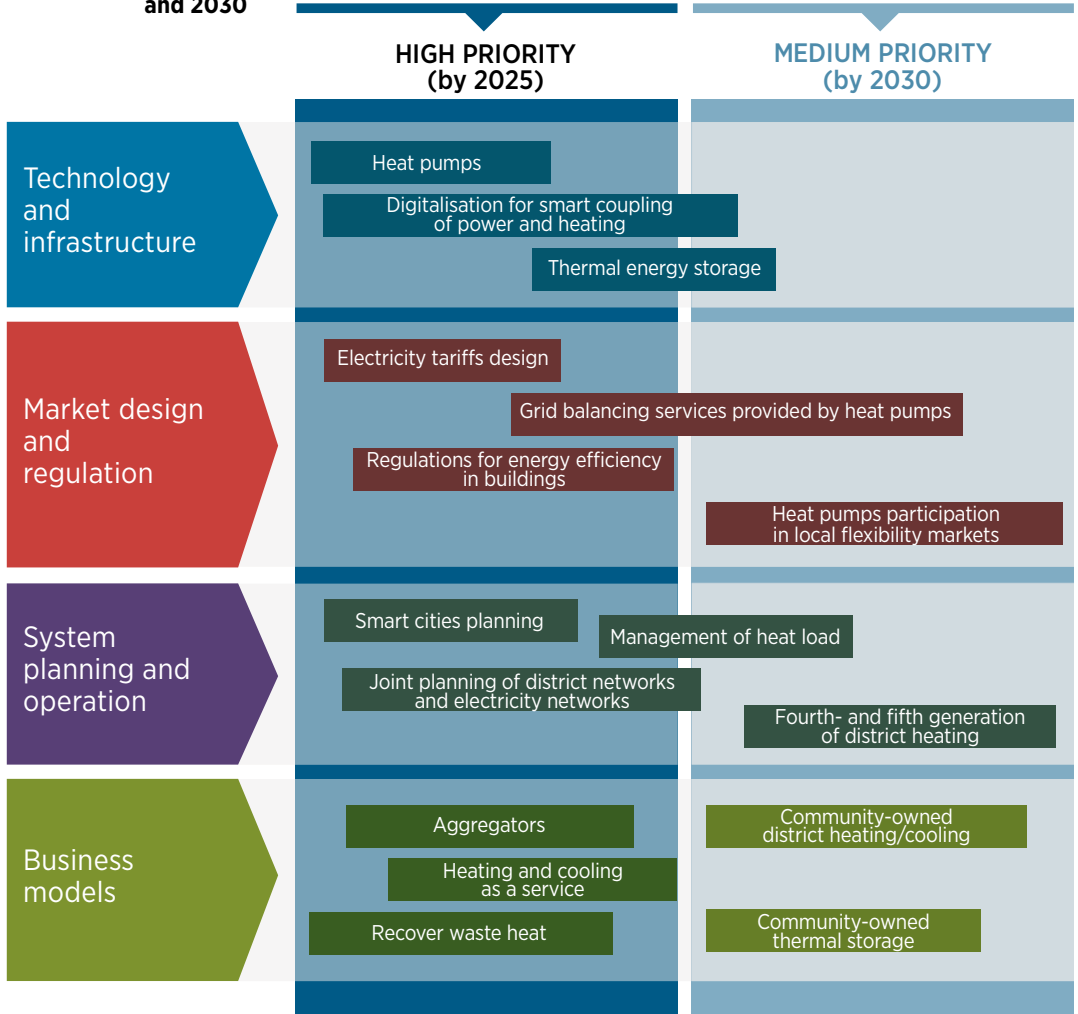 and 2030
HIGH PRIORITY
(by 2025)
MEDIUM PRIORITY
(by 2030)
Technology
and
infrastructure
Heat pumps
Digitalisation for smart coupling
of power and heating
Thermal energy storage
Market design
and
regulation
Electricity tariffs design
Grid balancing services provided by heat pumps
Regulations for energy efficiency
in buildings
Heat pumps participation
in local flexibility markets
System
planning and
operation
Smart cities planning
Management of heat load
Joint planning of district networks
and electricity networks
Fourth- and fifth generation
of district heating
Business
models
Aggregators
Community-owned
district heating/cooling
Heating and cooling
as a service
Recover waste heat
Community-owned
thermal storage